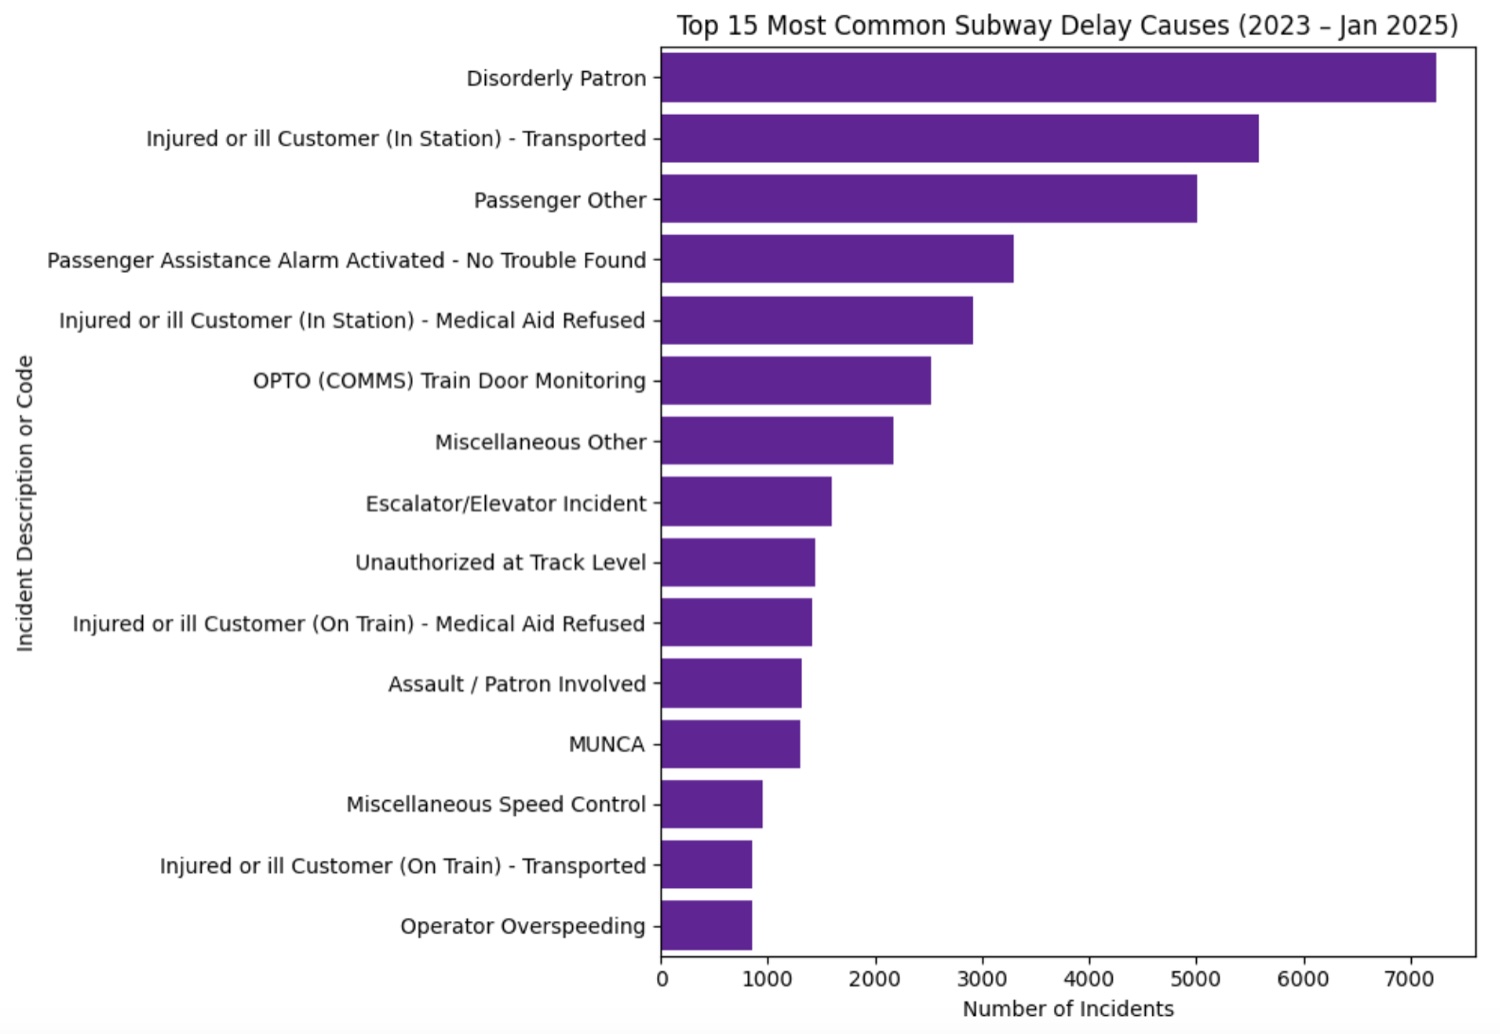 Top 15 Most Common Subway Delay Causes (2023 – Jan 2025)
Incident Description or Code
Disorderly Patron
Injured or ill Customer (In Station) - Transported
Passenger Other
Passenger Assistance Alarm Activated - No Trouble Found
Injured or ill Customer (In Station) - Medical Aid Refused
OPTO (COMMS) Train Door Monitoring
Miscellaneous Other
Escalator/Elevator Incident
Unauthorized at Track Level
Injured or ill Customer (On Train) - Medical Aid Refused
Assault / Patron Involved
MUNCA
Miscellaneous Speed Control
Injured or ill Customer (On Train) - Transported
Operator Overspeeding
0 1000 2000 3000 4000 5000 6000 7000
Number of Incidents